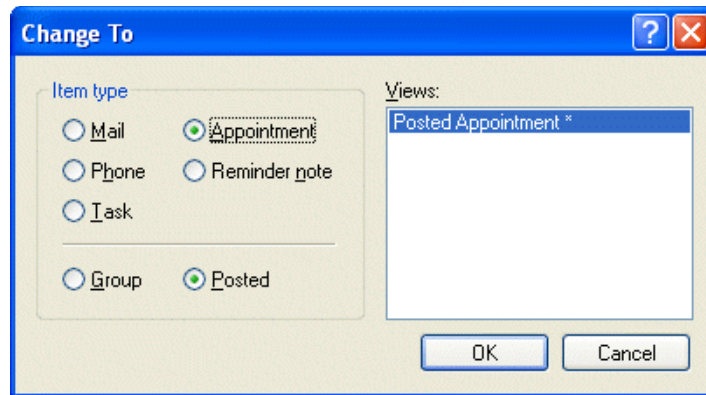 Change To
Item type
Mail
Appointment
Phone
Reminder note
Task
Group
Posted
Views:
Posted Appointment *
OK
Cancel